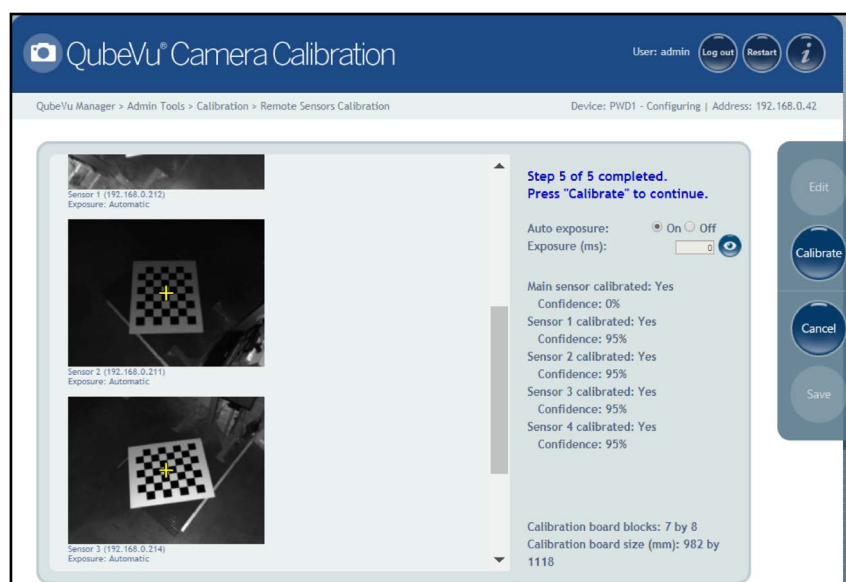 QubeVu® Camera Calibration
User: admin
Log out
Restart
i
QubeVu Manager > Admin Tools > Calibration > Remote Sensors Calibration
Device: PWD1 - Configuring | Address: 192.168.0.42
Sensor 1 (192.168.0.212)
Exposure: Automatic
Sensor 2 (192.168.0.211)
Exposure: Automatic
Sensor 3 (192.168.0.214)
Exposure: Automatic
Step 5 of 5 completed.
Press "Calibrate" to continue.
Auto exposure: On Off
Exposure (ms): 0
Main sensor calibrated: Yes
Confidence: 0%
Sensor 1 calibrated: Yes
Confidence: 95%
Sensor 2 calibrated: Yes
Confidence: 95%
Sensor 3 calibrated: Yes
Confidence: 95%
Sensor 4 calibrated: Yes
Confidence: 95%
Calibration board blocks: 7 by 8
Calibration board size (mm): 982 by
1118
Edit
Calibrate
Cancel
Save